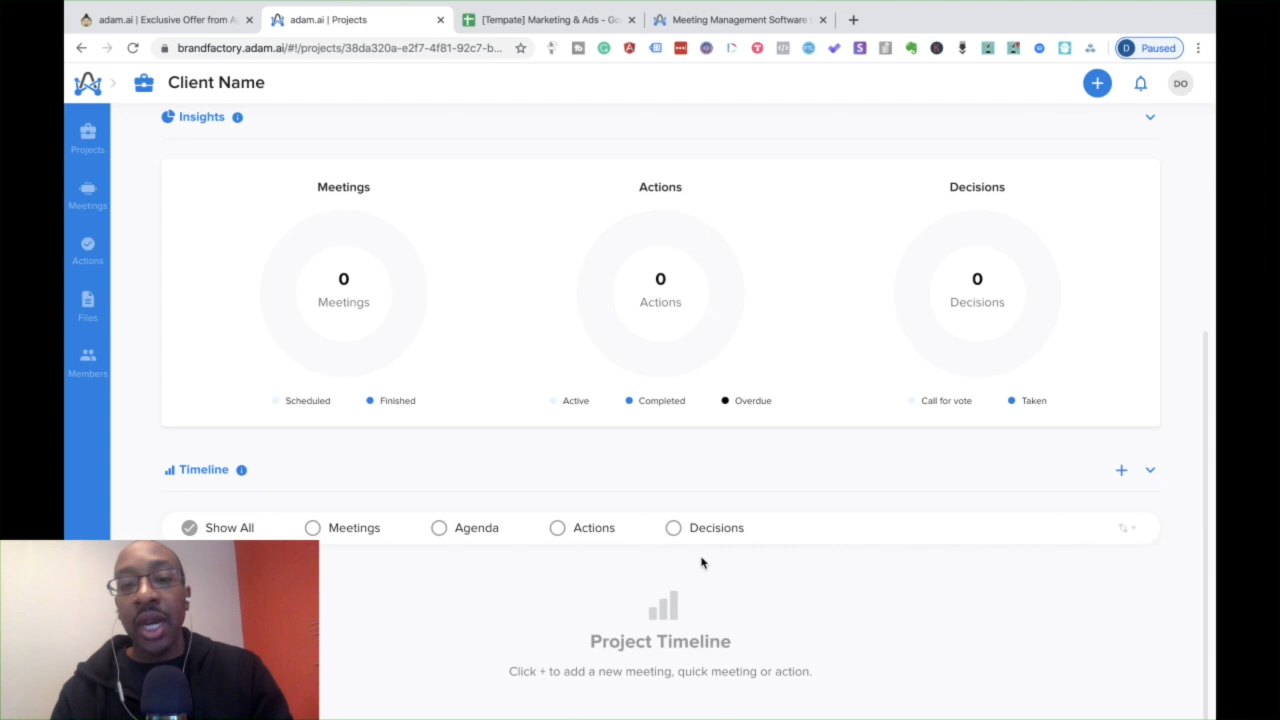 adam.ai | Exclusive Offer from A
adam.ai | Projects
[Tempate] Marketing & Ads - Go
Meeting Management Software
brandfactory.adam.ai/#!/projects/38da320a-e2f7-4f81-92c7-b...
D Paused
Client Name
DO
Projects
Meetings
Actions
Files
Members
Insights
Meetings
Actions
Decisions
0
Meetings
0
Actions
0
Decisions
Scheduled
Finished
Active
Completed
Overdue
Call for vote
Taken
Timeline
Show All
Meetings
Agenda
Actions
Decisions
Project Timeline
Click + to add a new meeting, quick meeting or action.